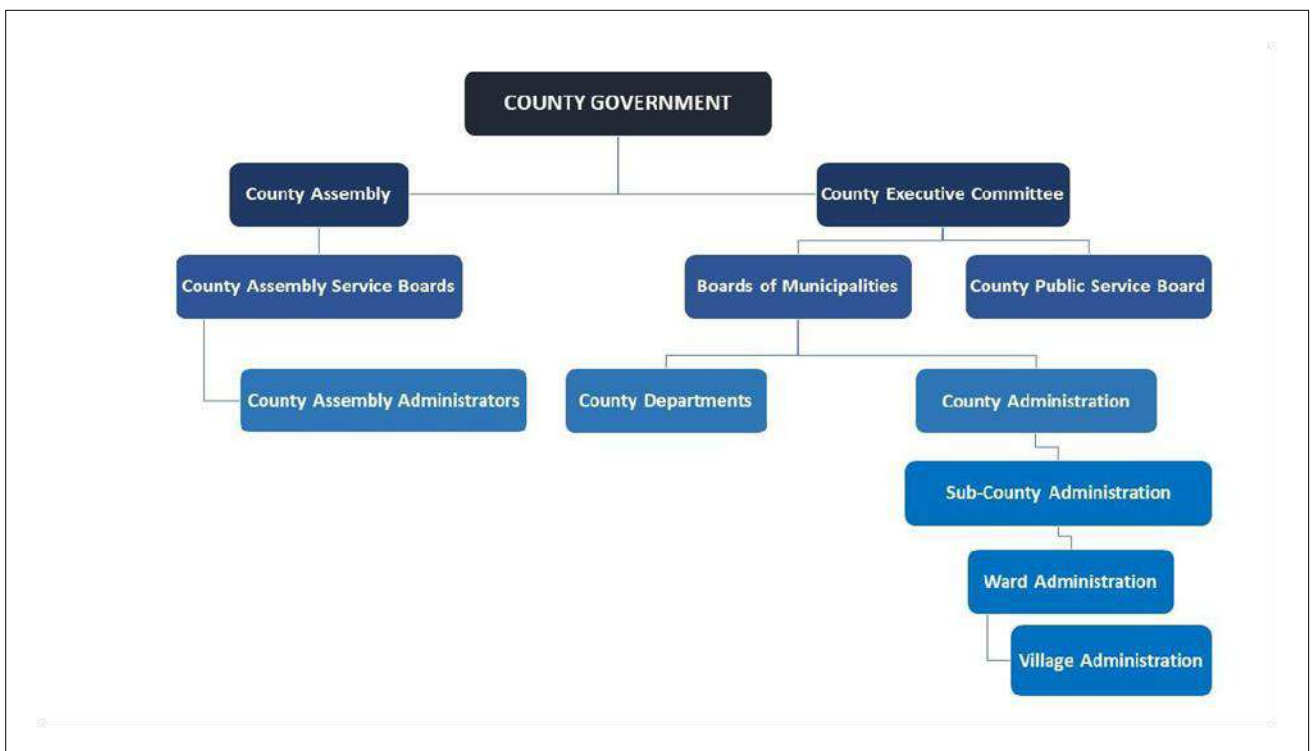 COUNTY GOVERNMENT
County Assembly
County Executive Committee
County Assembly Service Boards
Boards of Municipalities
County Public Service Board
County Assembly Administrators
County Departments
County Administration
Sub-County Administration
Ward Administration
Village Administration